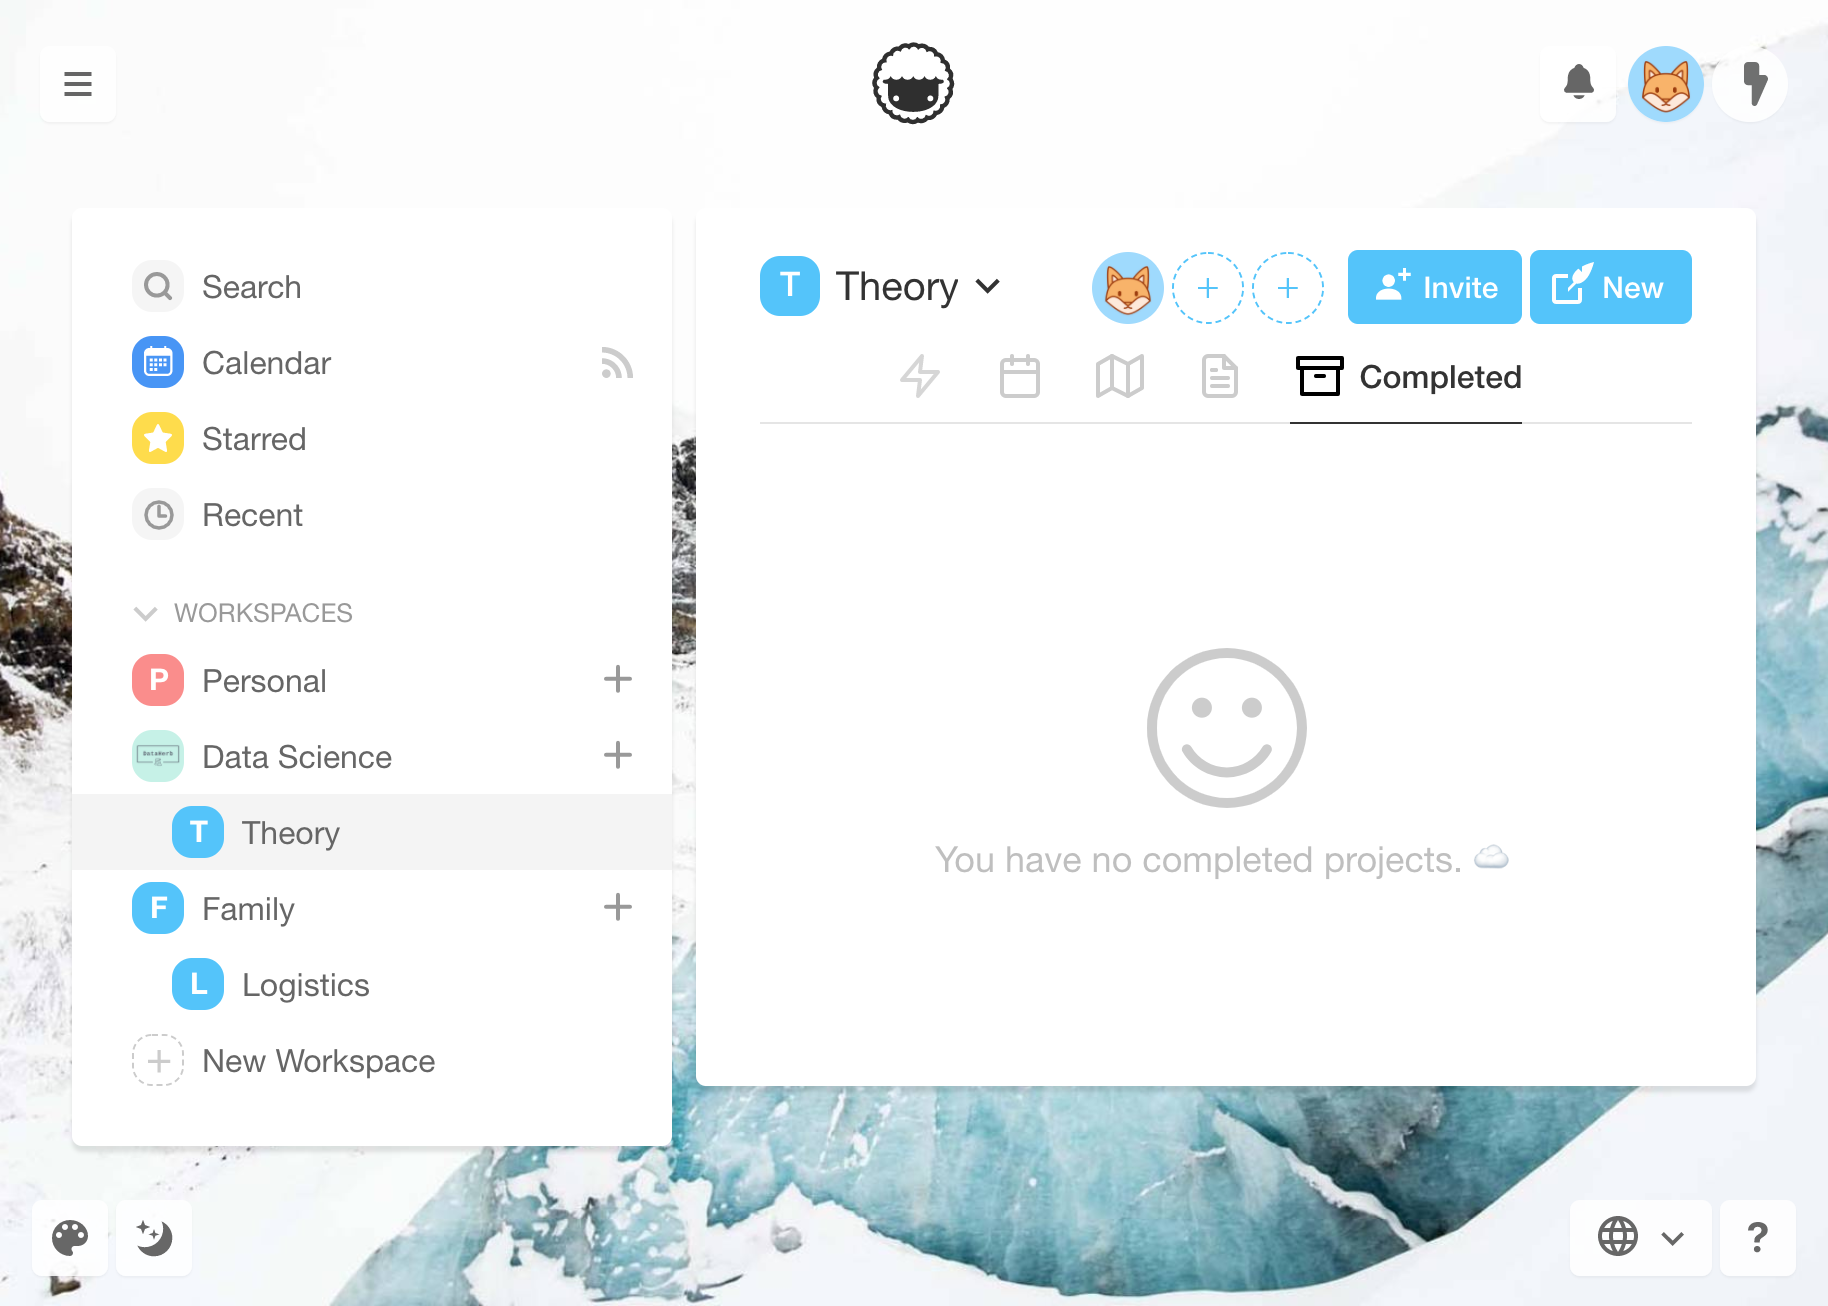 Search
Calendar
Starred
Recent
WORKSPACES
P Personal
DataHerb
Data Science
T Theory
F Family
L Logistics
New Workspace
T Theory
Invite
New
Completed
You have no completed projects.
?